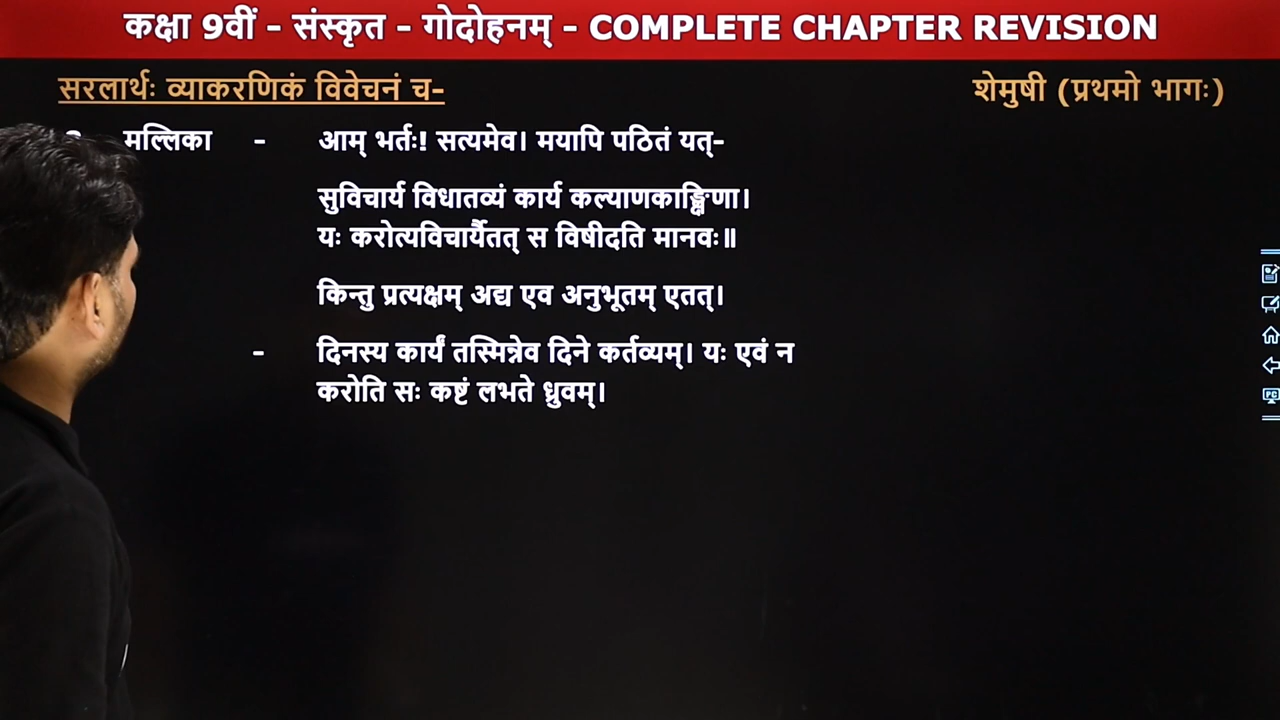 कक्षा 9वीं - संस्कृत - गोदोहनम् - COMPLETE CHAPTER REVISION
सरलार्थः व्याकरणिकं विवेचनं च-
शेमुषी (प्रथमो भागः)
मल्लिका - आम् भर्तः! सत्यमेव। मयापि पठितं यत्-
सुविचार्य विधातव्यं कार्यं कल्याणकाङ्क्षिणा।
यः करोत्यविचार्यैतत् स विषीदति मानवः॥
किन्तु प्रत्यक्षम् अद्य एव अनुभूतम् एतत्।
- दिनस्य कार्यं तस्मिन्नेव दिने कर्तव्यम्। यः एवं न
करोति सः कष्टं लभते ध्रुवम्।